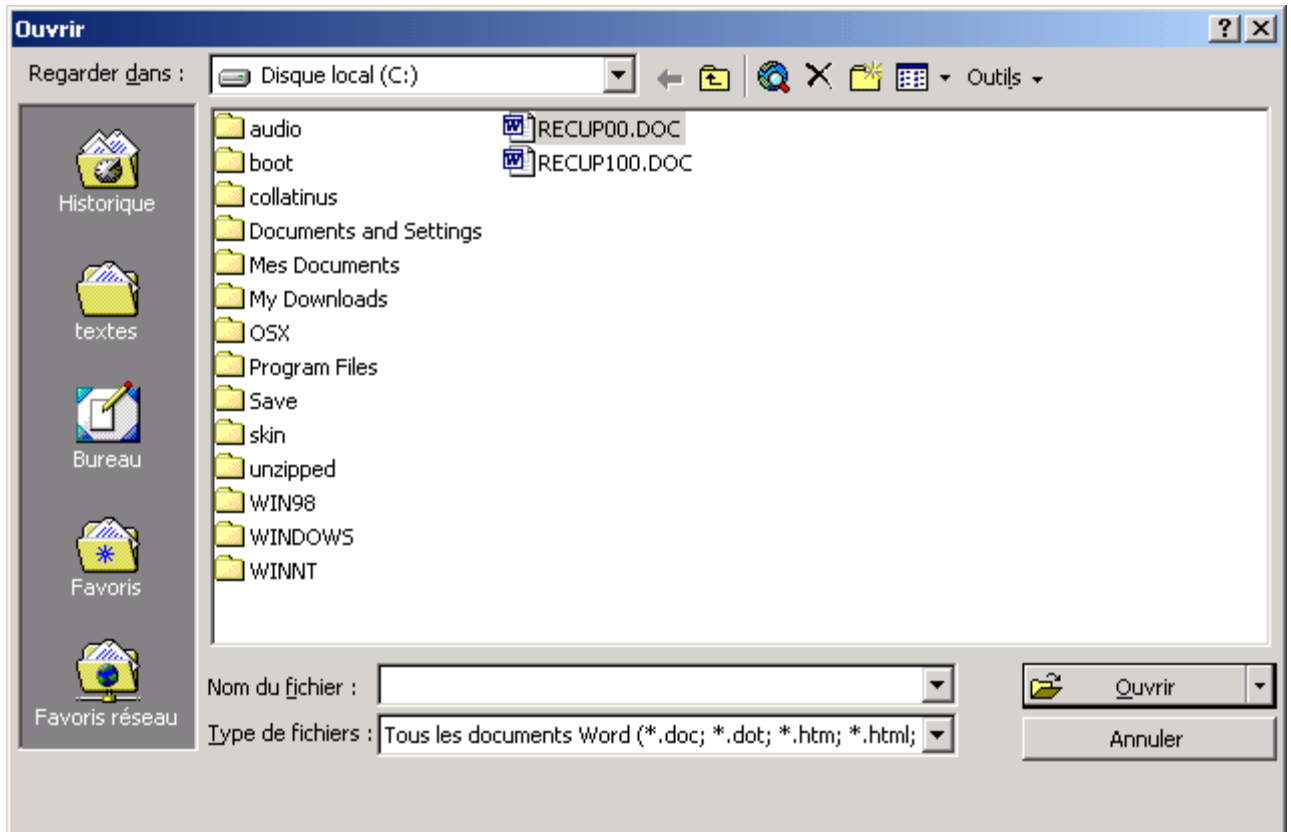 Ouvrir
Regarder dans :
Disque local (C:)
Outils
Historique
textes
Bureau
Favoris
Favoris réseau
audio
boot
collatinus
Documents and Settings
Mes Documents
My Downloads
OSX
Program Files
Save
skin
unzipped
WIN98
WINDOWS
WINNT
RECUP00.DOC
RECUP100.DOC
Nom du fichier :
Ouvrir
Type de fichiers :
Tous les documents Word (*.doc; *.dot; *.htm; *.html;
Annuler